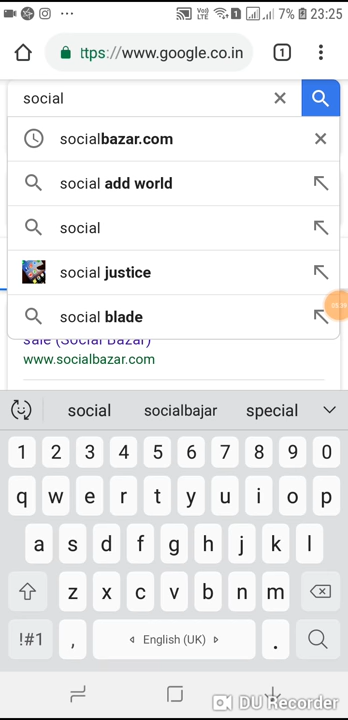 Vo)) LTE 1 7% 23:25
ttps://www.google.co.in 1
social
socialbazar.com
social add world
social
social justice
social blade
sale (Social Bazar)
www.socialbazar.com
social socialbajar special
1 2 3 4 5 6 7 8 9 0
q w e r t y u i o p
a s d f g h j k l
z x c v b n m
!#1 , English (UK) .
DU Recorder